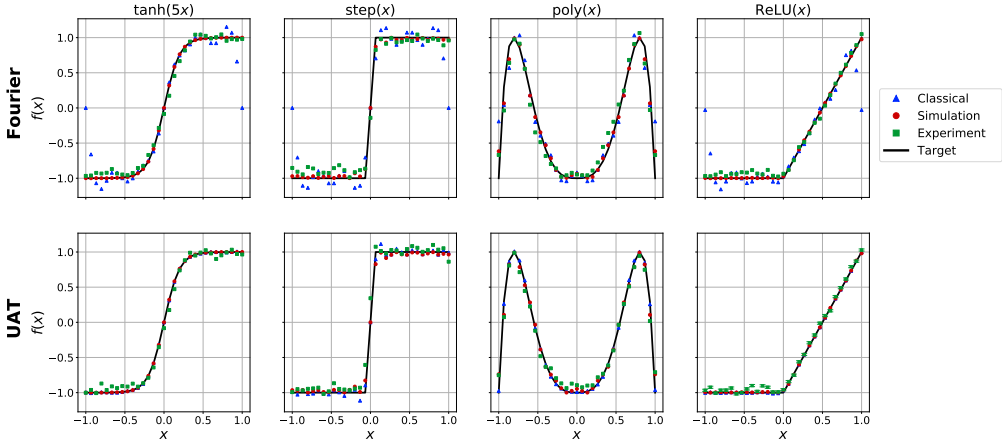 tanh(5x) step(x) poly(x) ReLU(x)
Fourier
f(x)
1.0
0.5
0.0
−0.5
−1.0
Classical
Simulation
Experiment
Target
UAT
f(x)
1.0
0.5
0.0
−0.5
−1.0
−1.0 −0.5 0.0 0.5 1.0 −1.0 −0.5 0.0 0.5 1.0 −1.0 −0.5 0.0 0.5 1.0 −1.0 −0.5 0.0 0.5 1.0
x x x x